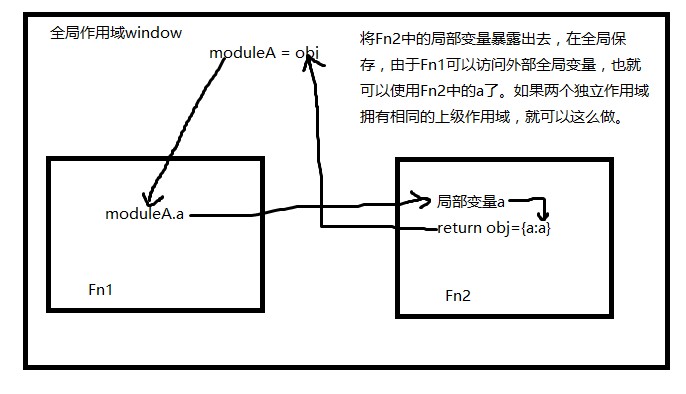 全局作用域window
moduleA = obj
将Fn2中的局部变量暴露出去，在全局保
存，由于Fn1可以访问外部全局变量，也就
可以使用Fn2中的a了。如果两个独立作用域
拥有相同的上级作用域，就可以这么做。
moduleA.a
Fn1
局部变量a
return obj={a:a}
Fn2